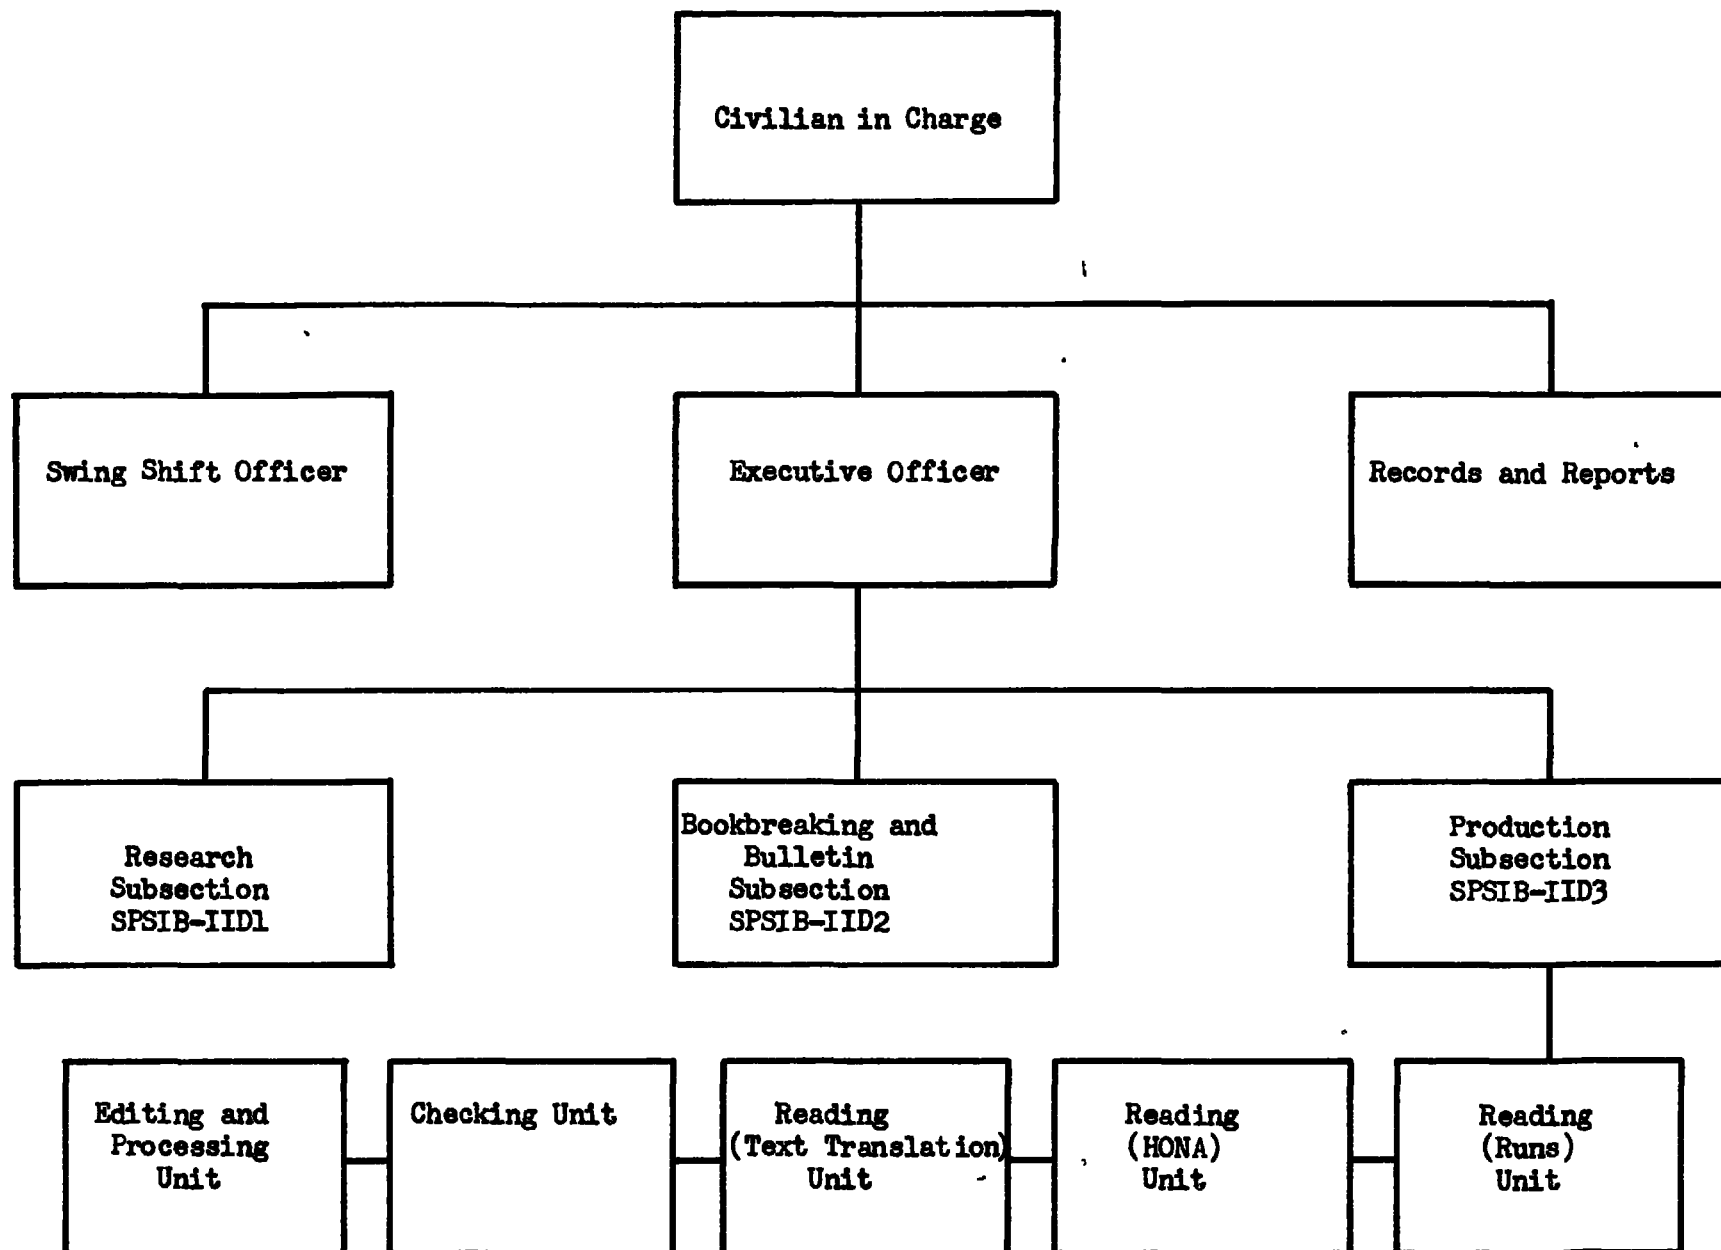 Civilian in Charge
Swing Shift Officer
Executive Officer
Records and Reports
Research
Subsection
SPSIB-IID1
Bookbreaking and
Bulletin
Subsection
SPSIB-IID2
Production
Subsection
SPSIB-IID3
Editing and
Processing
Unit
Checking Unit
Reading
(Text Translation)
Unit
Reading
(HONA)
Unit
Reading
(Runs)
Unit